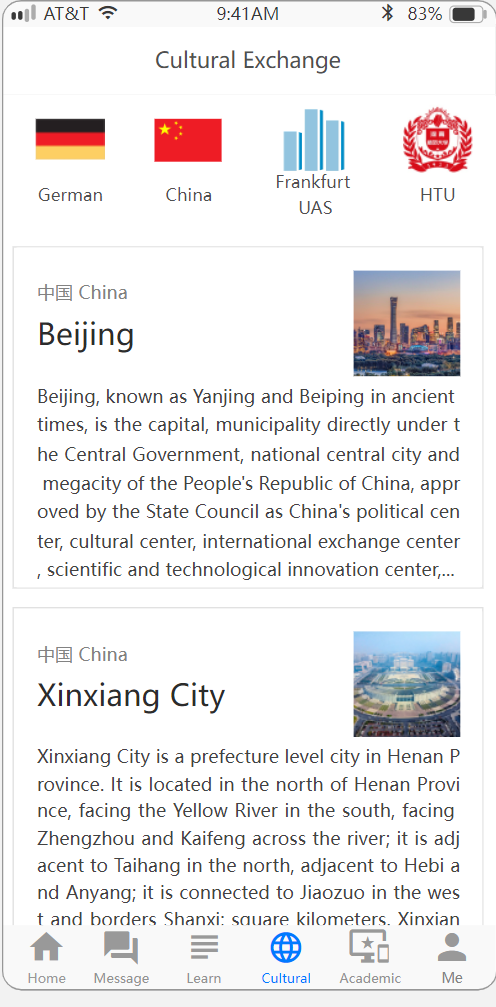 AT&T 9:41AM 83%
Cultural Exchange
German China Frankfurt UAS HTU
中国 China
Beijing
Beijing, known as Yanjing and Beiping in ancient
times, is the capital, municipality directly under t
he Central Government, national central city and
megacity of the People's Republic of China, appr
oved by the State Council as China's political cen
ter, cultural center, international exchange center
, scientific and technological innovation center,...
中国 China
Xinxiang City
Xinxiang City is a prefecture level city in Henan P
rovince. It is located in the north of Henan Provi
nce, facing the Yellow River in the south, facing
Zhengzhou and Kaifeng across the river; it is adj
acent to Taihang in the north, adjacent to Hebi a
nd Anyang; it is connected to Jiaozuo in the wes
t and borders Shanxi; square kilometers. Xinxian
Home Message Learn Cultural Academic Me